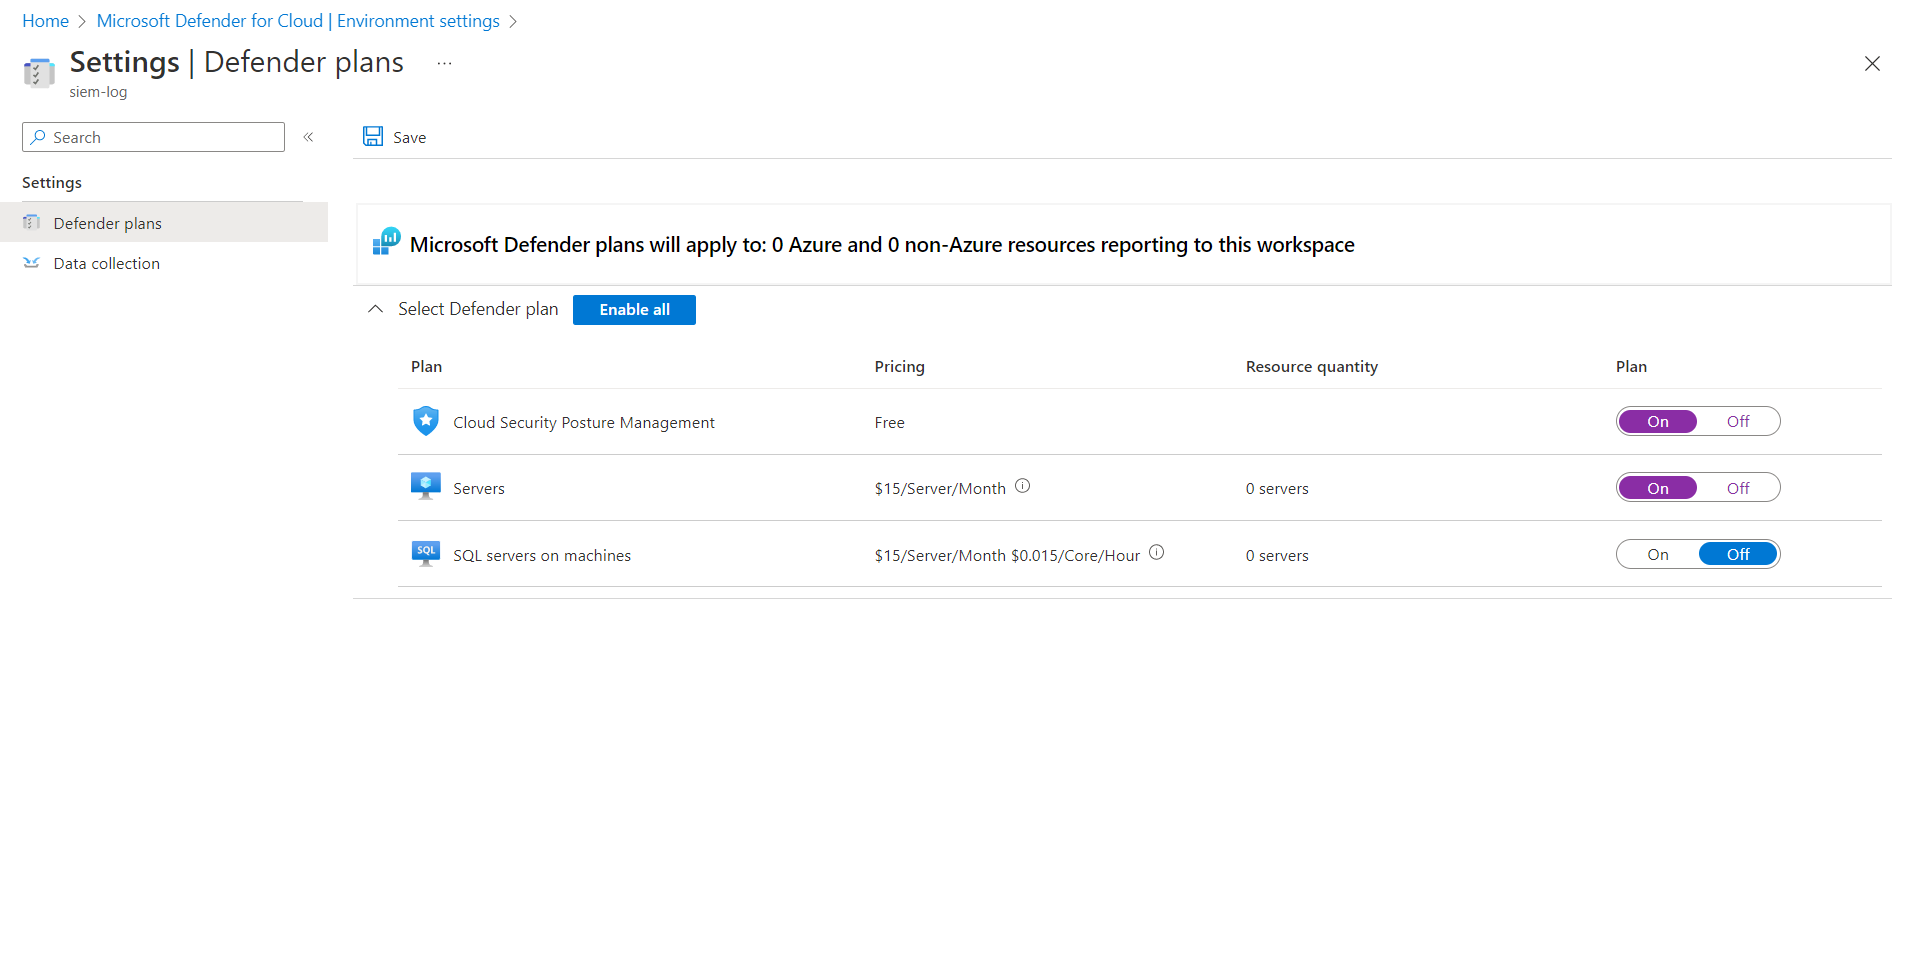 Home > Microsoft Defender for Cloud | Environment settings >
Settings | Defender plans ...
siem-log
Search «
Save
Settings
Defender plans
Data collection
Microsoft Defender plans will apply to: 0 Azure and 0 non-Azure resources reporting to this workspace
Select Defender plan Enable all
Plan Pricing Resource quantity Plan
Cloud Security Posture Management Free On Off
Servers $15/Server/Month 0 servers On Off
SQL SQL servers on machines $15/Server/Month $0.015/Core/Hour 0 servers On Off